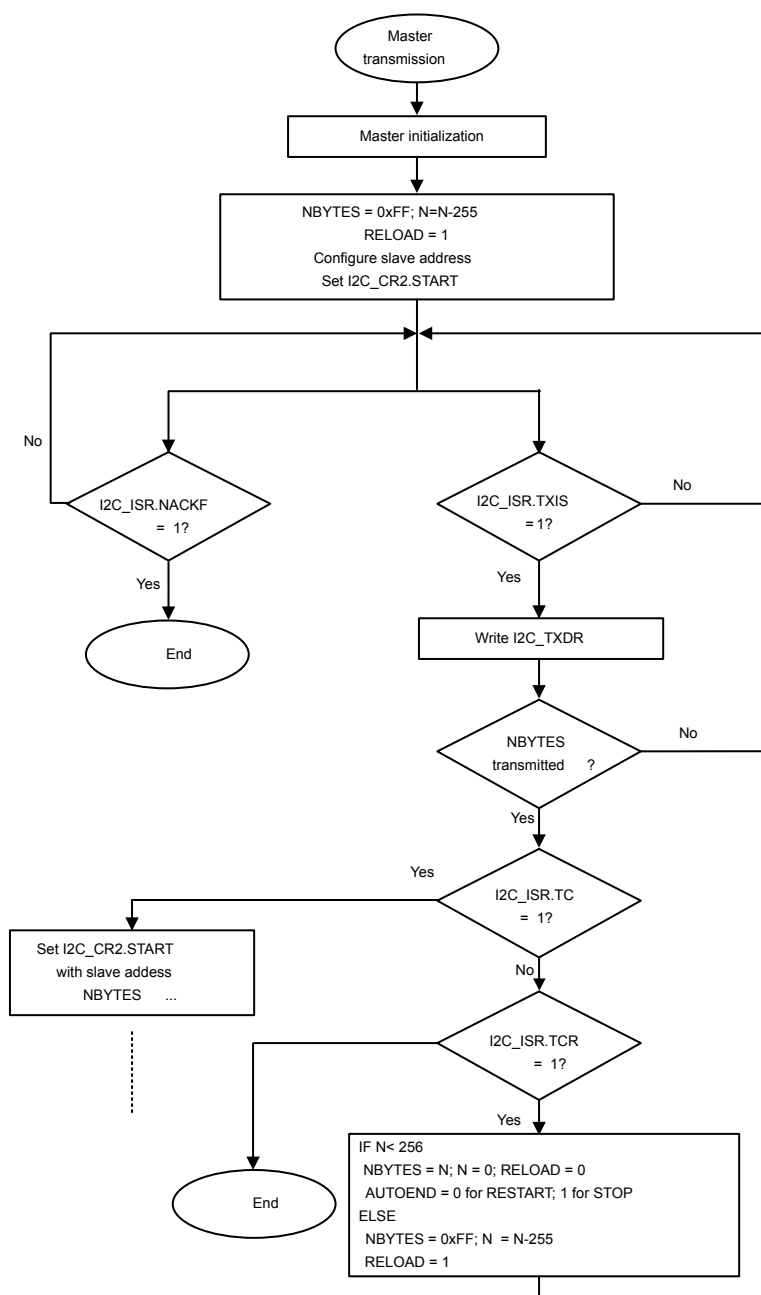 Master
transmission
Master initialization
NBYTES = 0xFF; N=N-255
RELOAD = 1
Configure slave address
Set I2C_CR2.START
No
I2C_ISR.NACKF
= 1?
Yes
End
I2C_ISR.TXIS
=1?
No
Yes
Write I2C_TXDR
NBYTES
transmitted ?
No
Yes
I2C_ISR.TC
= 1?
Yes
Set I2C_CR2.START
with slave addess
NBYTES ...
No
I2C_ISR.TCR
= 1?
Yes
End
IF N< 256
NBYTES = N; N = 0; RELOAD = 0
AUTOEND = 0 for RESTART; 1 for STOP
ELSE
NBYTES = 0xFF; N = N-255
RELOAD = 1